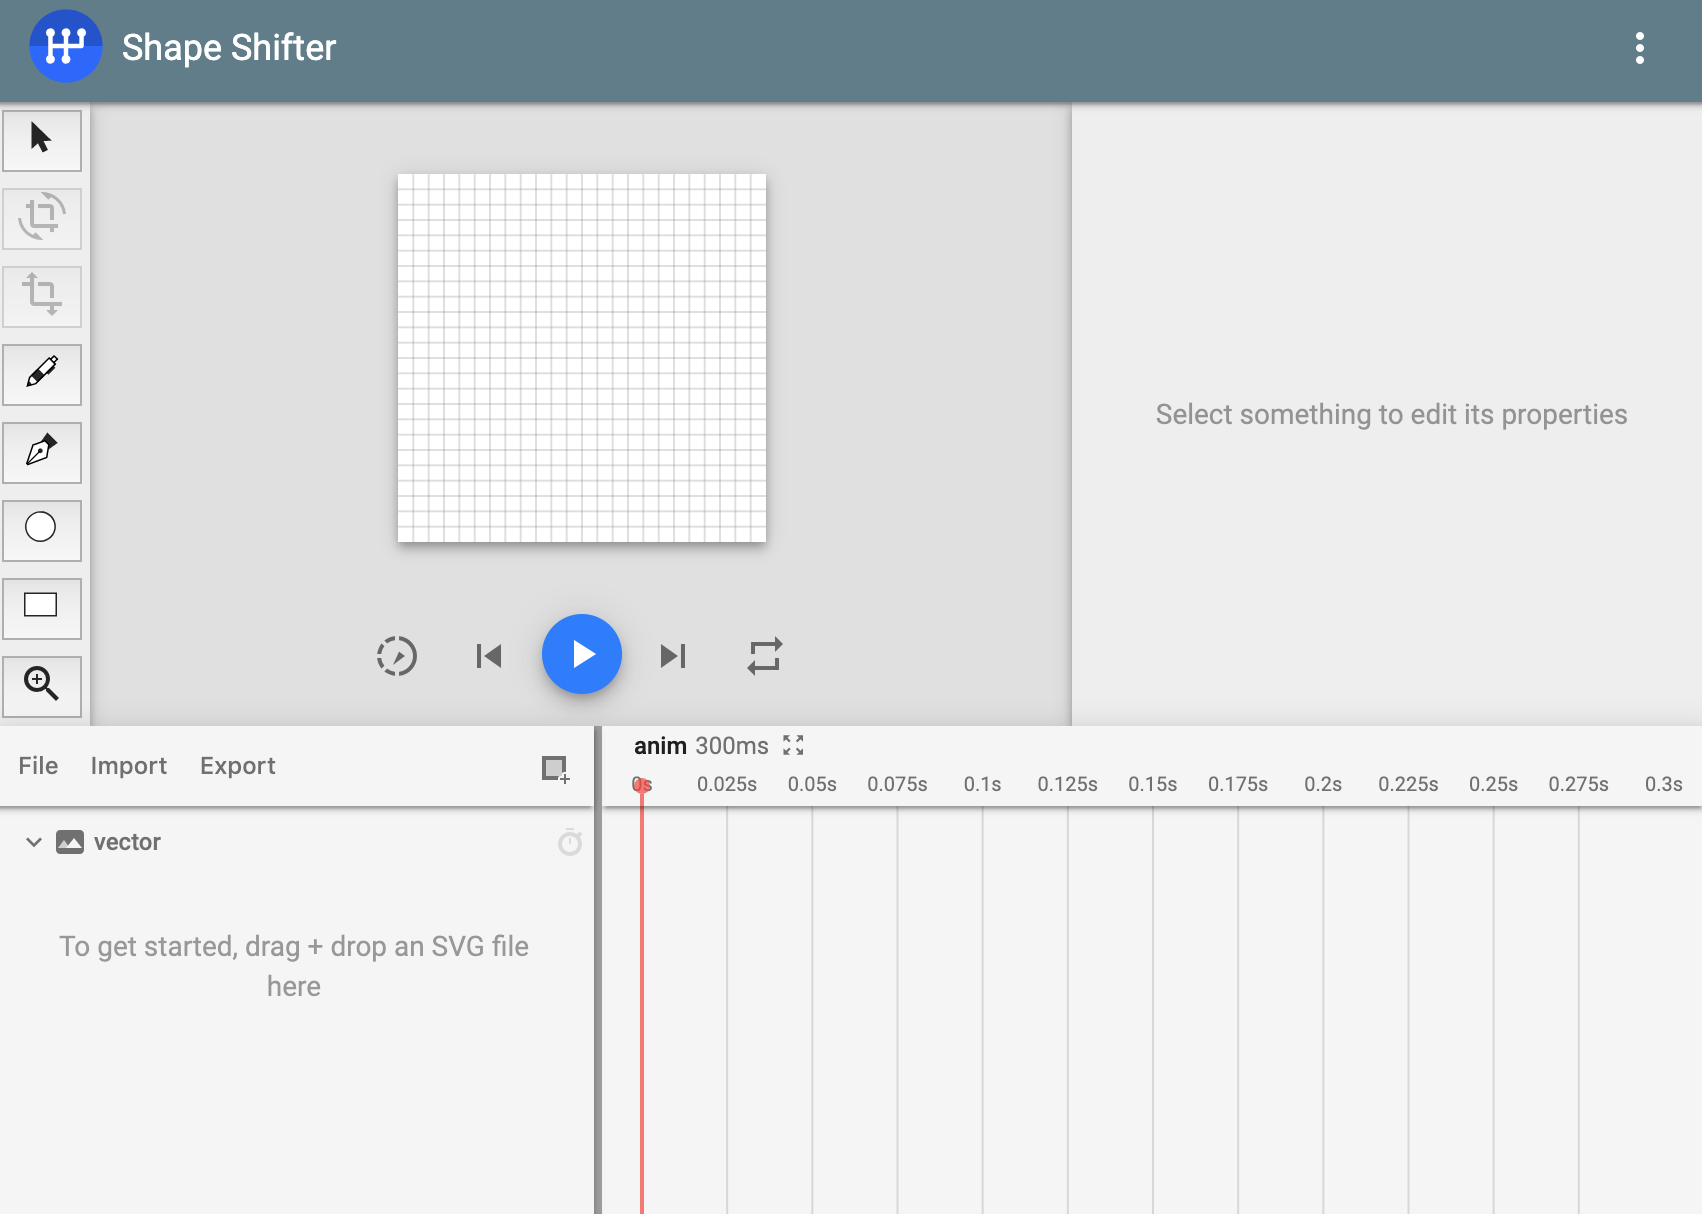 Shape Shifter
Select something to edit its properties
File Import Export
anim 300ms
0s 0.025s 0.05s 0.075s 0.1s 0.125s 0.15s 0.175s 0.2s 0.225s 0.25s 0.275s 0.3s
vector
To get started, drag + drop an SVG file
here